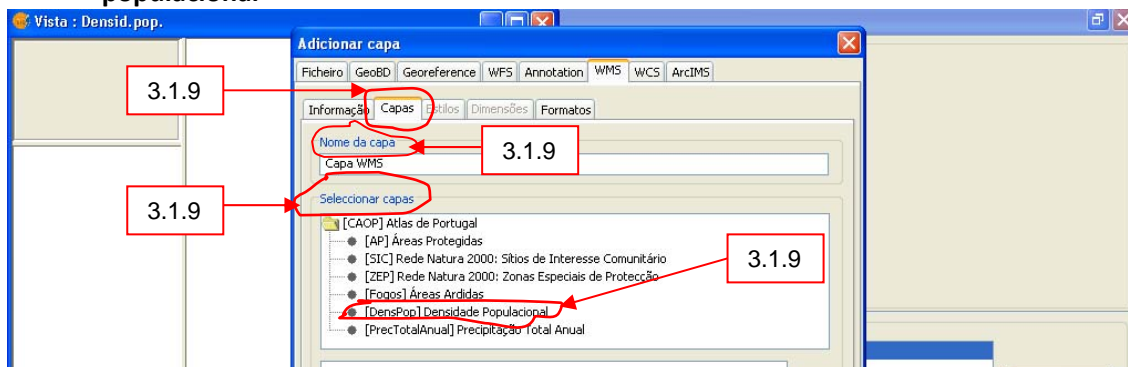 populacional
Vista : Densid.pop.
Adicionar capa
Ficheiro GeoBD Georeference WFS Annotation WMS WCS ArcIMS
3.1.9
Informação Capas Estilos Dimensões Formatos
Nome da capa
3.1.9
Capa WMS
Seleccionar capas
3.1.9
[CAOP] Atlas de Portugal
[AP] Áreas Protegidas
[SIC] Rede Natura 2000: Sítios de Interesse Comunitário
3.1.9
[ZEP] Rede Natura 2000: Zonas Especiais de Protecção
[Fogos] Áreas Ardidas
[DensPop] Densidade Populacional
[PrecTotalAnual] Precipitação Total Anual